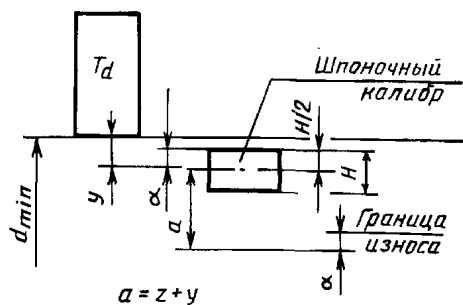 T_d
Шпоночный
калибр
H/2
H
y
α
a
d_min
Граница
износа
α
a = z + y